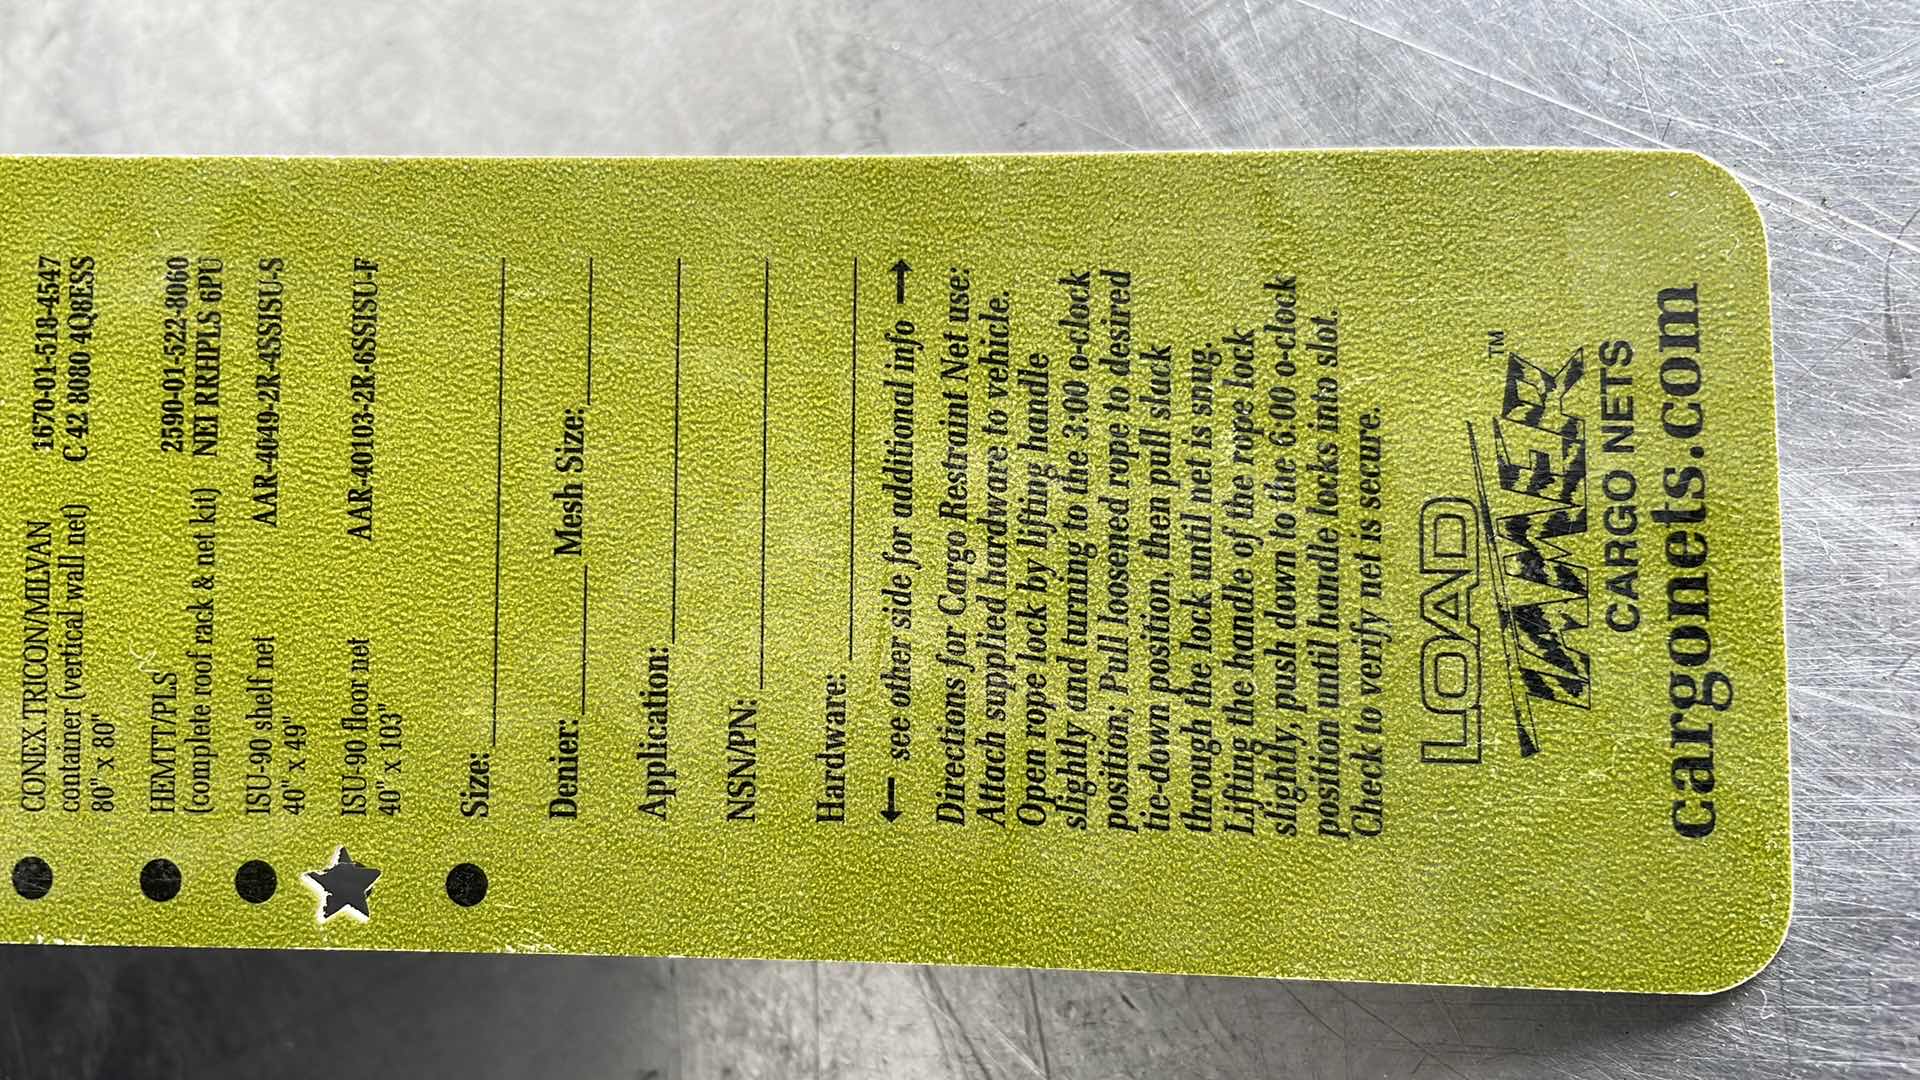 CONEX.TRICON/MILVAN 1670-01-518-4547
container (vertical wall net) C 42 8080 4Q8ESS
80" x 80"
HEMTT/PLS 2590-01-522-8060
(complete roof rack & net kit) NEI RRHPLS 6PU
ISU-90 shelf net AAR-4049-2R-4SSISU-S
40" x 49"
ISU-90 floor net AAR-40103-2R-6SSISU-F
40" x 103"
Size:
Denier: Mesh Size:
Application:
NSN/PN:
Hardware:
← see other side for additional info →
Directions for Cargo Restraint Net use:
Attach supplied hardware to vehicle.
Open rope lock by lifting handle
slightly and turning to the 3:00 o-clock
position; Pull loosened rope to desired
tie-down position, then pull slack
through the lock until net is snug.
Lifting the handle of the rope lock
slightly, push down to the 6:00 o-clock
position until handle locks into slot.
Check to verify net is secure.
LOAD
TAMER™
CARGO NETS
cargonets.com